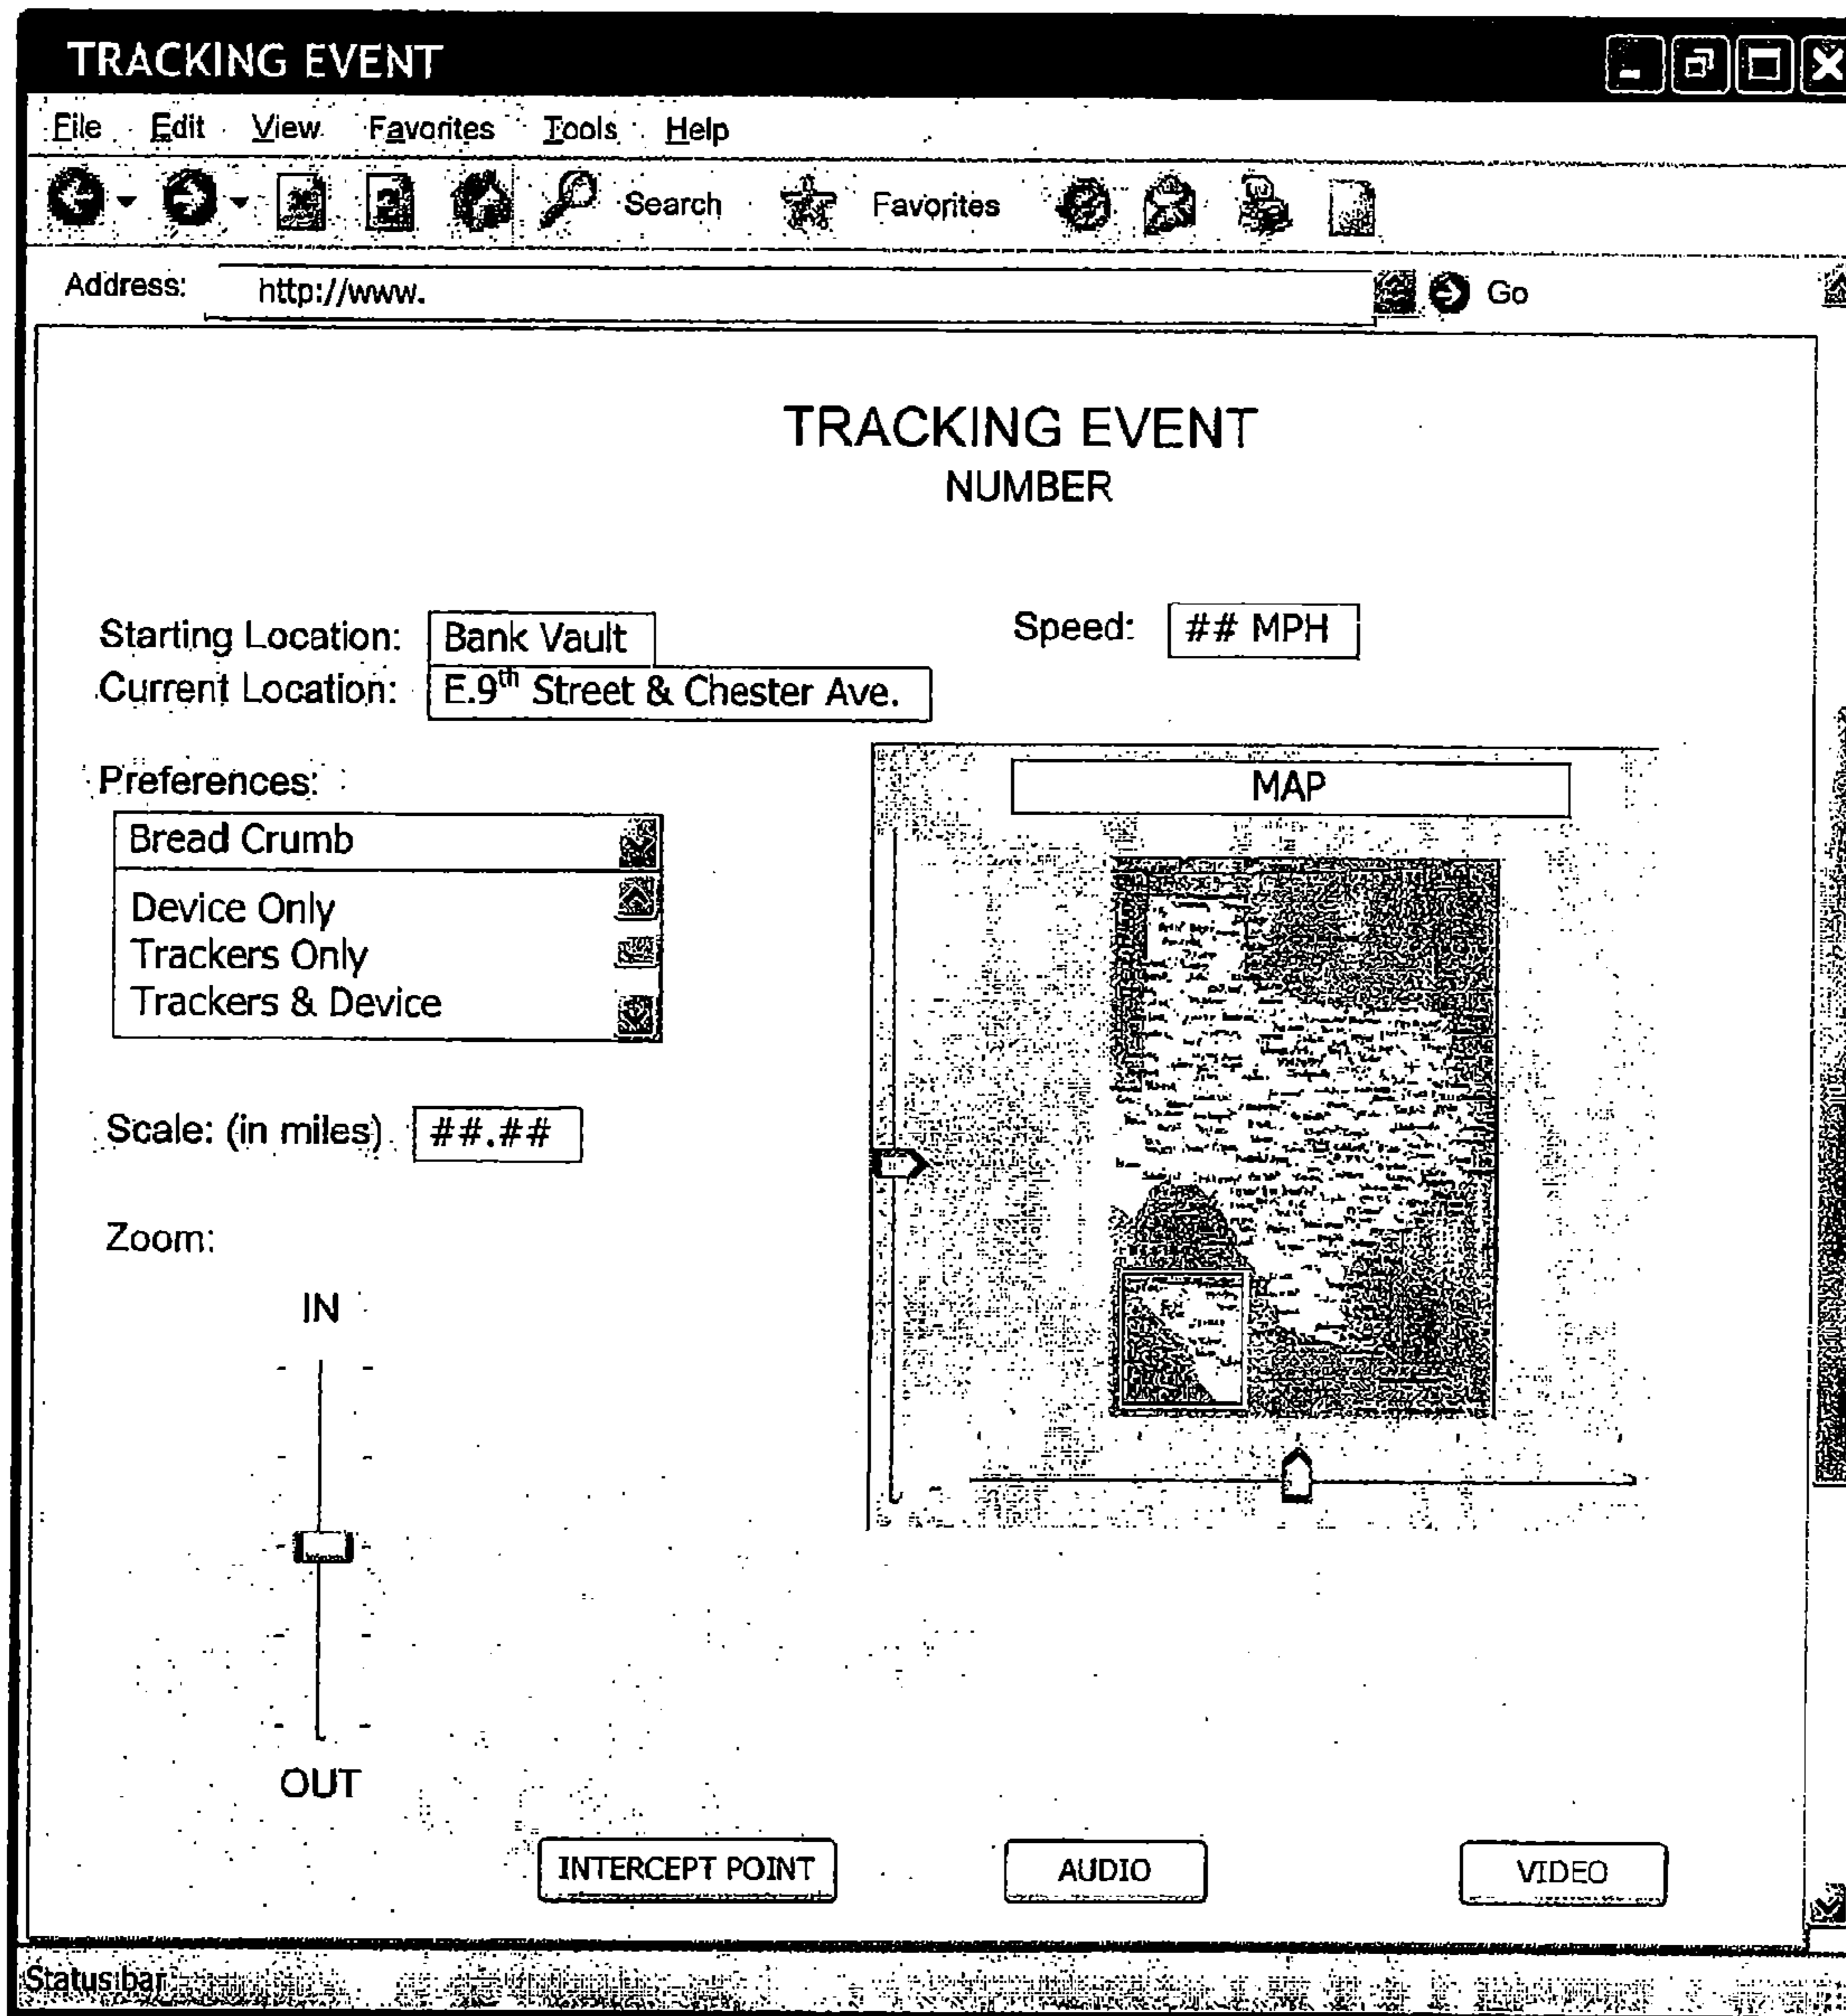 TRACKING EVENT
File Edit View Favorites Tools Help
Search Favorites
Address: http://www. Go
TRACKING EVENT
NUMBER
Starting Location: Bank Vault Speed: ## MPH
Current Location: E.9th Street & Chester Ave.
Preferences:
MAP
Bread Crumb
Device Only
Trackers Only
Trackers & Device
Scale: (in miles) ##.##
Zoom:
IN
OUT
INTERCEPT POINT AUDIO VIDEO
Status bar